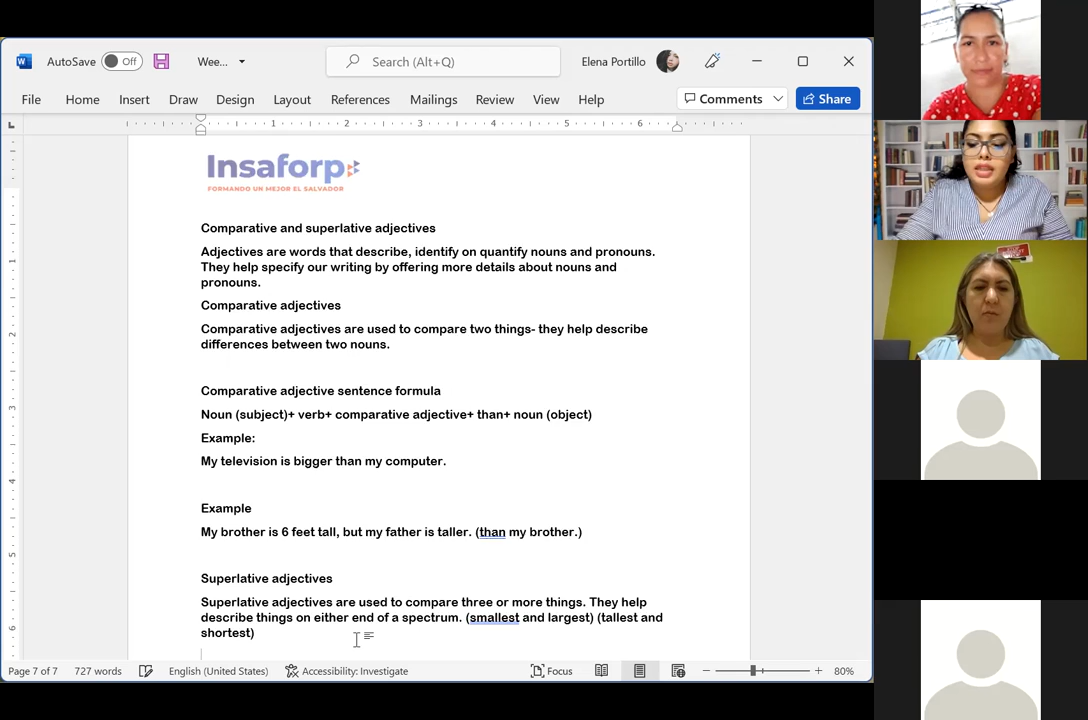 AutoSave Off Wee... Search (Alt+Q) Elena Portillo
File Home Insert Draw Design Layout References Mailings Review View Help Comments Share
1 2 3 4 5 6
Insaforp
FORMANDO UN MEJOR EL SALVADOR
Comparative and superlative adjectives
Adjectives are words that describe, identify on quantify nouns and pronouns.
They help specify our writing by offering more details about nouns and
pronouns.
Comparative adjectives
Comparative adjectives are used to compare two things- they help describe
differences between two nouns.
Comparative adjective sentence formula
Noun (subject)+ verb+ comparative adjective+ than+ noun (object)
Example:
My television is bigger than my computer.
Example
My brother is 6 feet tall, but my father is taller. (than my brother.)
Superlative adjectives
Superlative adjectives are used to compare three or more things. They help
describe things on either end of a spectrum. (smallest and largest) (tallest and
shortest)
Page 7 of 7 727 words English (United States) Accessibility: Investigate Focus 80%